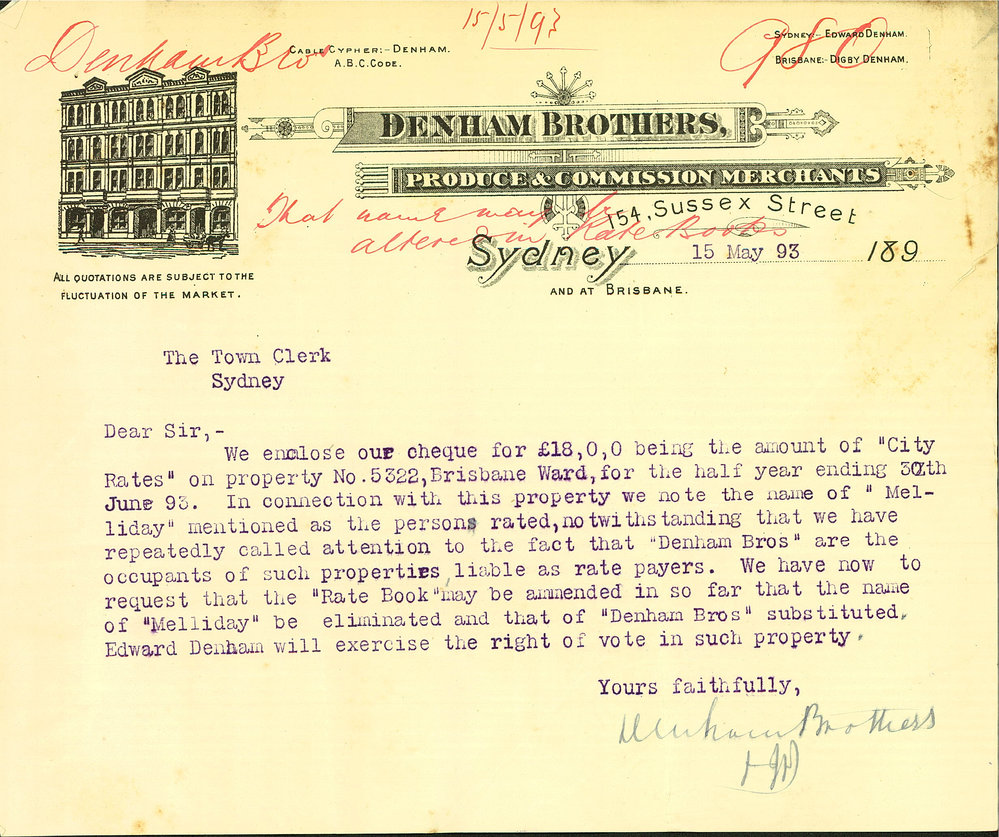 15/5/93
Denham Bro
980
CABLE CYPHER:- DENHAM.
A.B.C. CODE.
SYDNEY:- EDWARD DENHAM.
BRISBANE:- DIGBY DENHAM.
DENHAM BROTHERS,
PRODUCE & COMMISSION MERCHANTS
That name may be
altered in Rate Books
154, SUSSEX STREET
Sydney 15 May 93 189
AND AT BRISBANE.
ALL QUOTATIONS ARE SUBJECT TO THE
FLUCTUATION OF THE MARKET.
The Town Clerk
Sydney
Dear Sir,-
We enclose our cheque for £18,0,0 being the amount of "City
Rates" on property No.5322,Brisbane Ward,for the half year ending 30th
June 93. In connection with this property we note the name of " Mel-
liday" mentioned as the persons rated,notwithstanding that we have
repeatedly called attention to the fact that "Denham Bros" are the
occupants of such properties,liable as rate payers. We have now to
request that the "Rate Book"may be ammended in so far that the name
of "Melliday" be eliminated and that of "Denham Bros" substituted.
Edward Denham will exercise the right of vote in such property.
Yours faithfully,
Denham Brothers